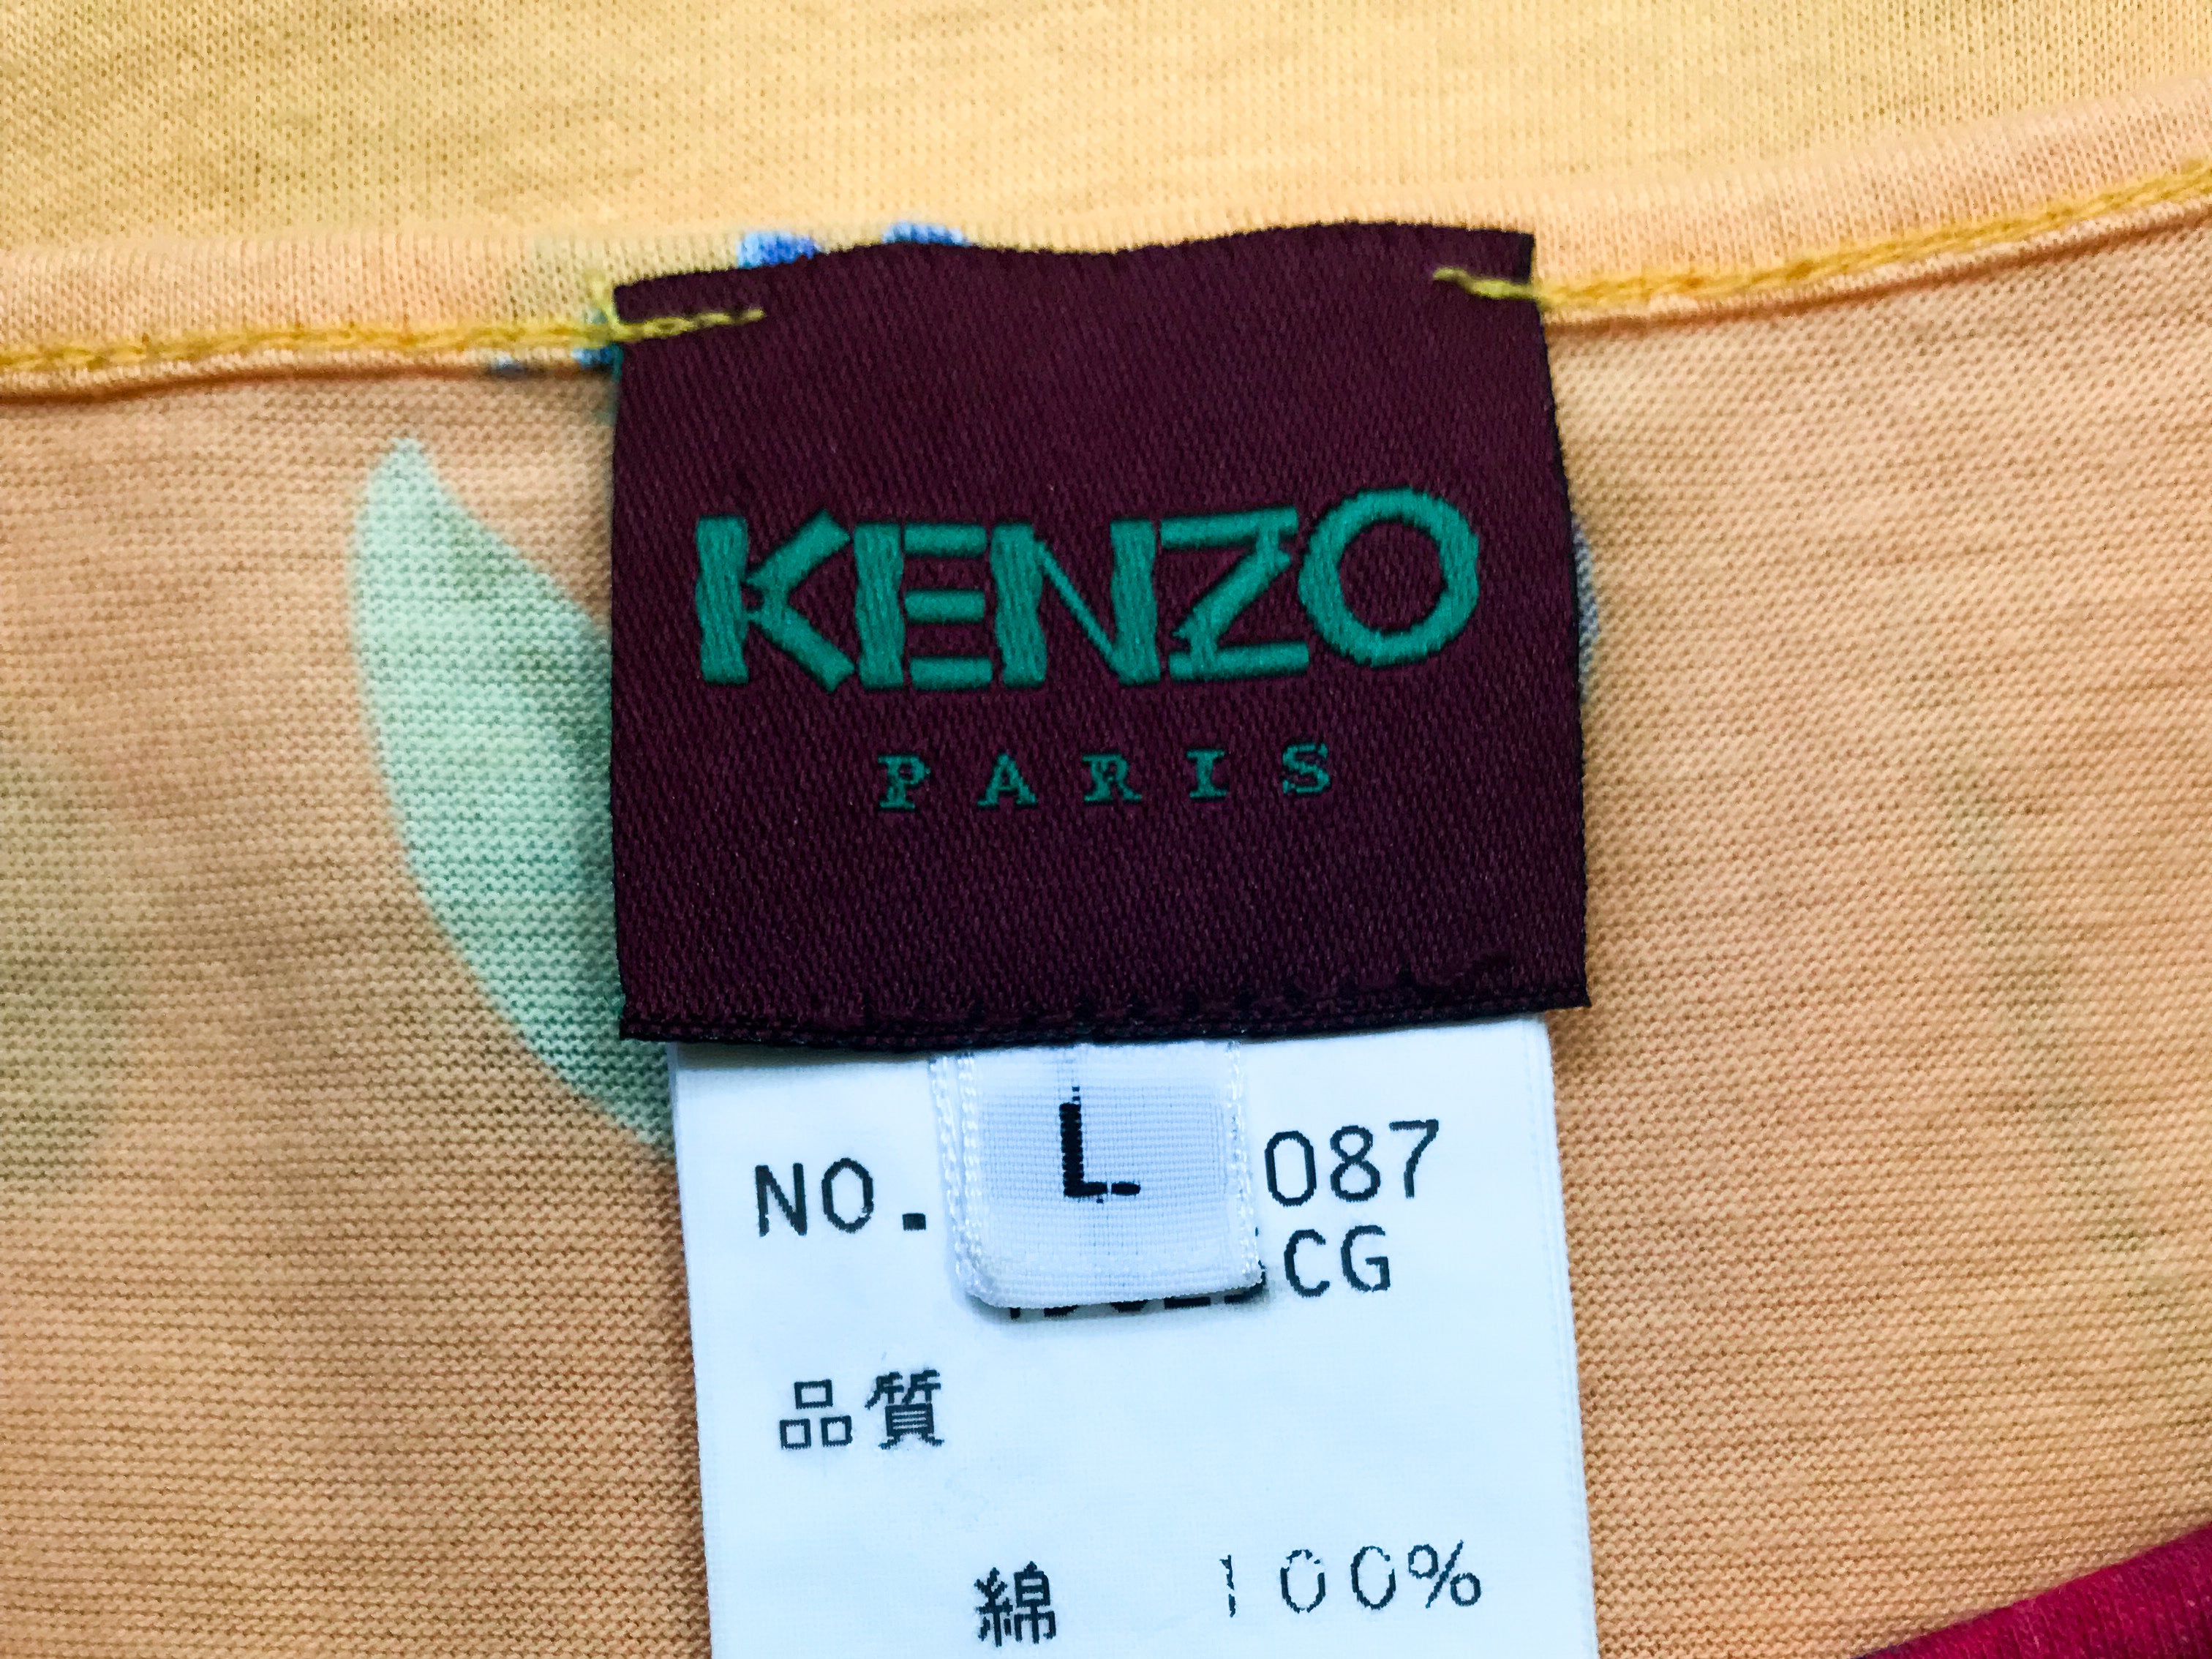 KENZO
PARIS
L
NO. 087
CG
品質
綿 100%